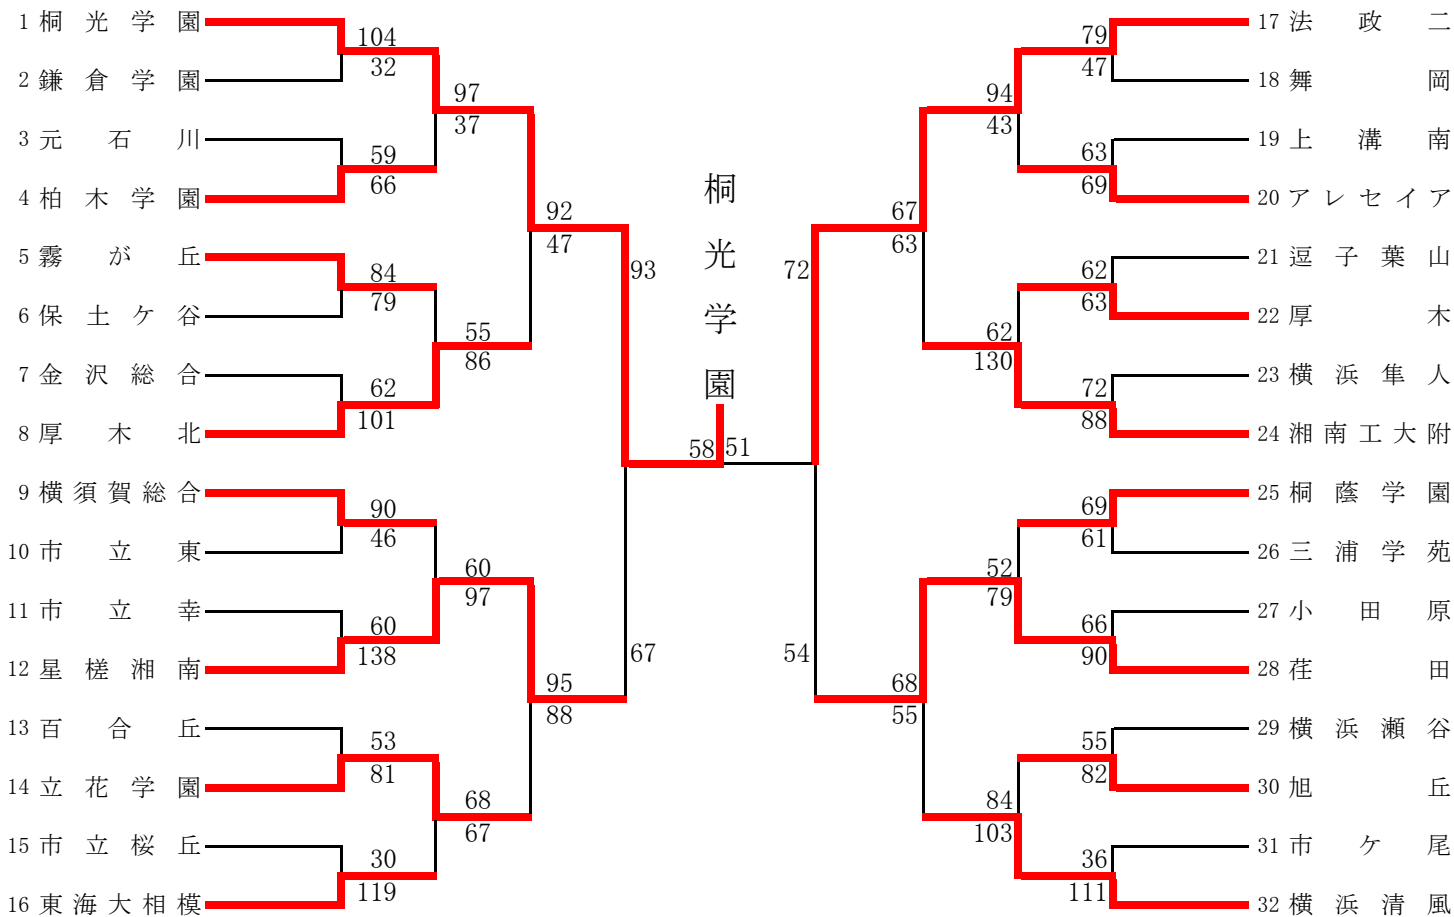 1 桐光学園
2 鎌倉学園
3 元石川
4 柏木学園
5 霧が丘
6 保土ケ谷
7 金沢総合
8 厚木北
9 横須賀総合
10 市立東
11 市立幸
12 星槎湘南
13 百合丘
14 立花学園
15 市立桜丘
16 東海大相模
104
32
59
66
84
79
62
101
90
46
60
138
53
81
30
119
97
37
55
86
60
97
68
67
92
47
95
88
93
67
桐光学園
58 51
72
54
67
63
68
55
94
43
62
130
52
79
84
103
79
47
63
69
62
63
72
88
69
61
66
90
55
82
36
111
17 法政二
18 舞岡
19 上溝南
20 アレセイア
21 逗子葉山
22 厚木
23 横浜隼人
24 湘南工大附
25 桐蔭学園
26 三浦学苑
27 小田原
28 荏田
29 横浜瀬谷
30 旭丘
31 市ケ尾
32 横浜清風